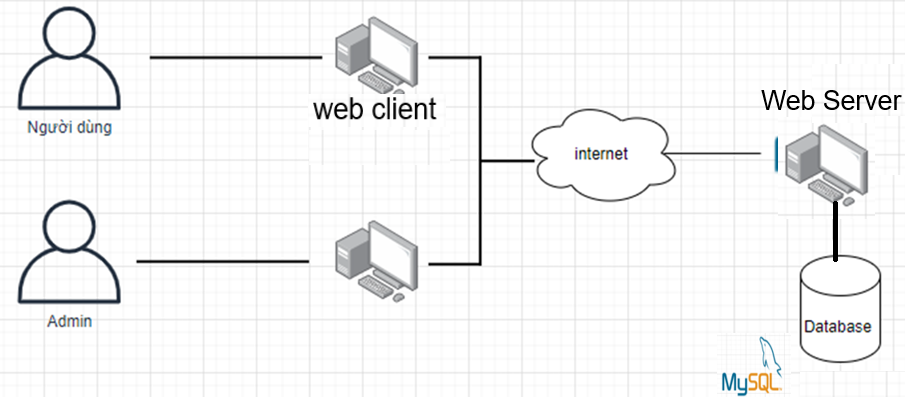 Người dùng
web client
internet
Web Server
Admin
Database
MySQL